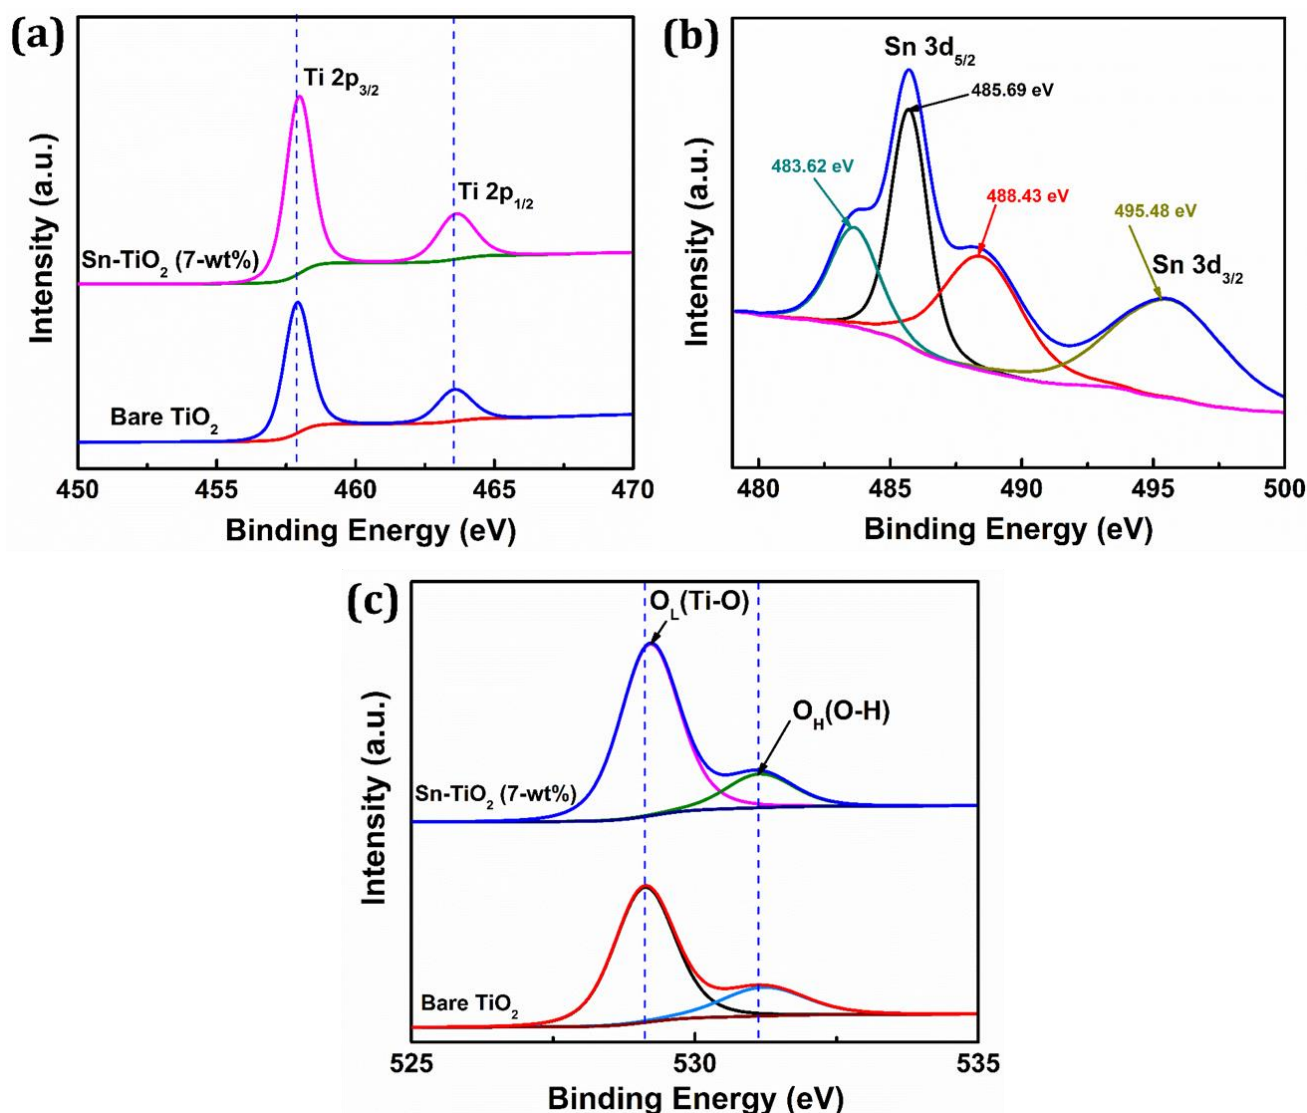 (a)
Ti 2p3/2
Ti 2p1/2
Sn-TiO2 (7-wt%)
Bare TiO2
Intensity (a.u.)
450 455 460 465 470
Binding Energy (eV)
(b)
Sn 3d5/2
485.69 eV
483.62 eV
488.43 eV
495.48 eV
Sn 3d3/2
Intensity (a.u.)
480 485 490 495 500
Binding Energy (eV)
(c)
OL(Ti-O)
OH(O-H)
Sn-TiO2 (7-wt%)
Bare TiO2
Intensity (a.u.)
525 530 535
Binding Energy (eV)